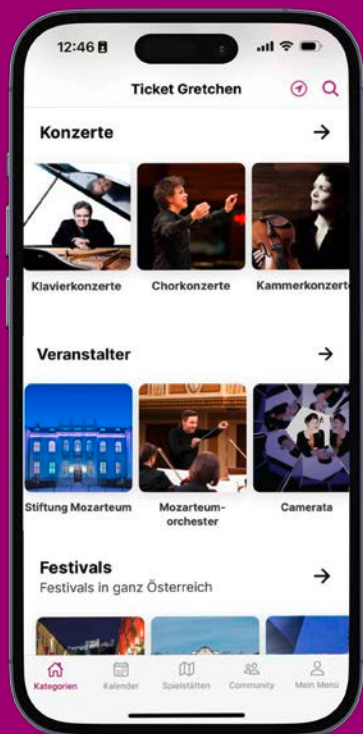 12:46
Ticket Gretchen
Konzerte
Klavierkonzerte
Chorkonzerte
Kammerkonzerte
Veranstalter
Stiftung Mozarteum
Mozarteum-
orchester
Camerata
Festivals
Festivals in ganz Österreich
Kategorien
Kalender
Spielstätten
Community
Mein Menü